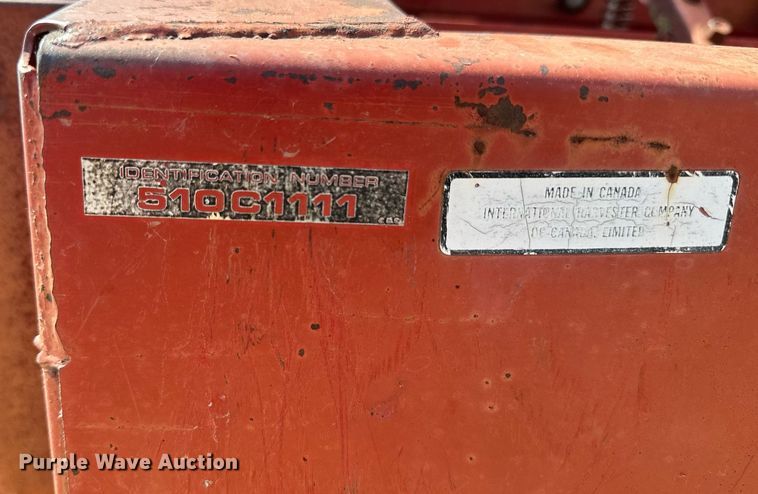 IDENTIFICATION NUMBER
510C1111
MADE IN CANADA
INTERNATIONAL HARVESTER COMPANY
OF CANADA, LIMITED
Purple Wave Auction